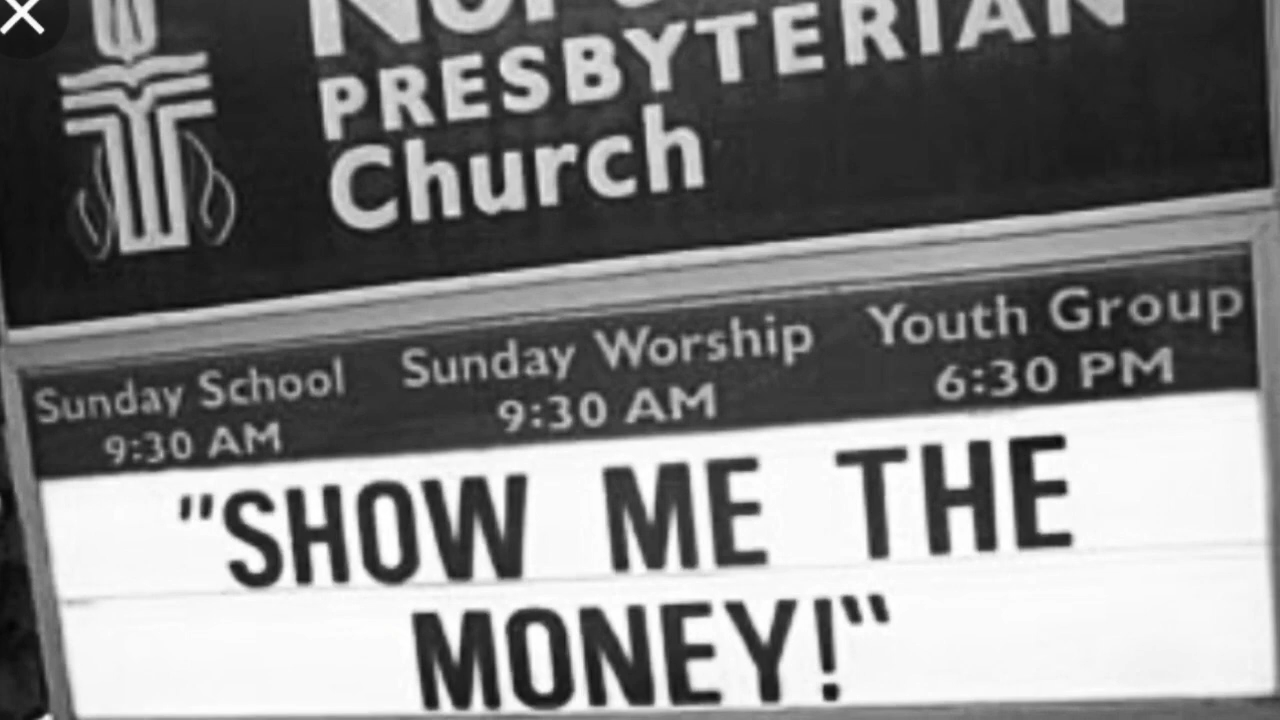 PRESBYTERIAN
Church
Sunday School Sunday Worship Youth Group
9:30 AM 9:30 AM 6:30 PM
"SHOW ME THE
MONEY!"